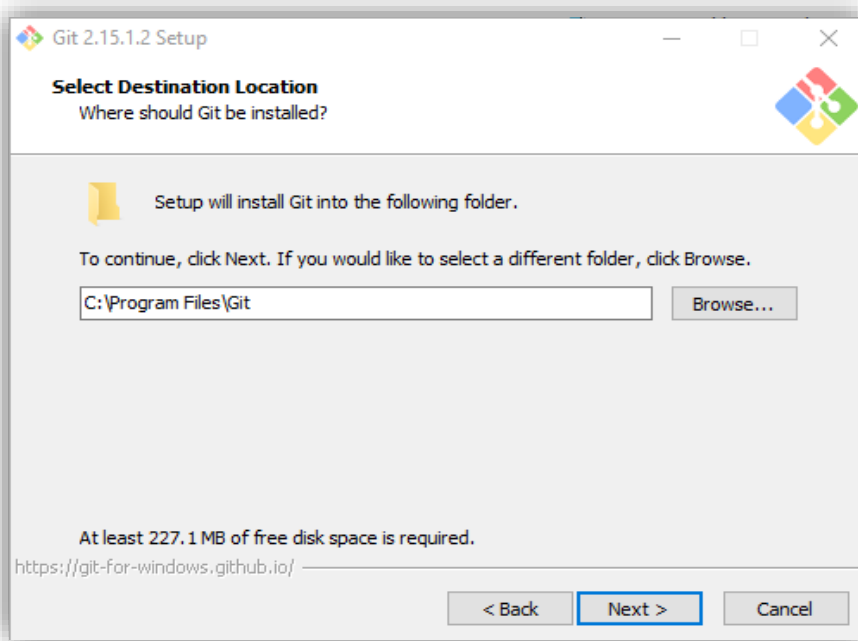 Git 2.15.1.2 Setup
Select Destination Location
Where should Git be installed?
Setup will install Git into the following folder.
To continue, click Next. If you would like to select a different folder, click Browse.
C:\Program Files\Git
Browse...
At least 227.1 MB of free disk space is required.
https://git-for-windows.github.io/
< Back
Next >
Cancel